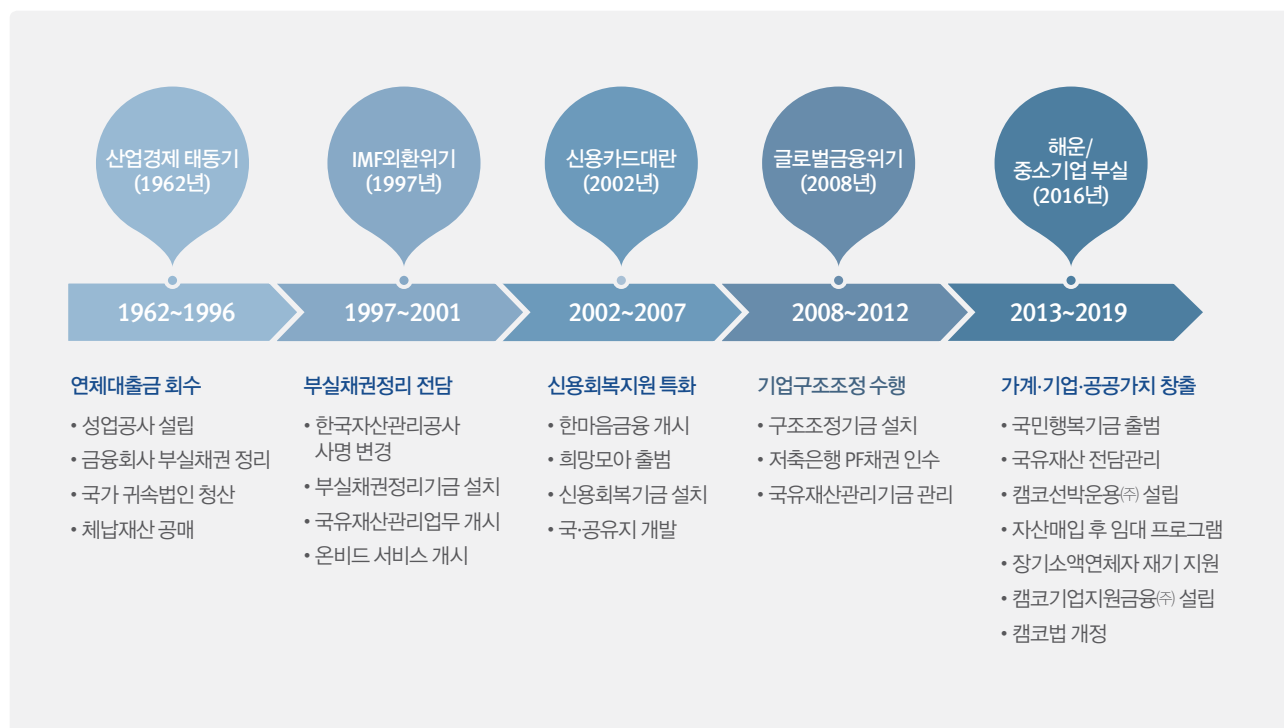 산업경제 태동기
(1962년)
IMF외환위기
(1997년)
신용카드대란
(2002년)
글로벌금융위기
(2008년)
해운/
중소기업 부실
(2016년)
1962~1996
1997~2001
2002~2007
2008~2012
2013~2019
연체대출금 회수
• 성업공사 설립
• 금융회사 부실채권 정리
• 국가 귀속법인 청산
• 체납재산 공매
부실채권정리 전담
• 한국자산관리공사
사명 변경
• 부실채권정리기금 설치
• 국유재산관리업무 개시
• 온비드 서비스 개시
신용회복지원 특화
• 한마음금융 개시
• 희망모아 출범
• 신용회복기금 설치
• 국·공유지 개발
기업구조조정 수행
• 구조조정기금 설치
• 저축은행 PF채권 인수
• 국유재산관리기금 관리
가계·기업·공공가치 창출
• 국민행복기금 출범
• 국유재산 전담관리
• 캠코선박운용㈜ 설립
• 자산매입 후 임대 프로그램
• 장기소액연체자 재기 지원
• 캠코기업지원금융㈜ 설립
• 캠코법 개정